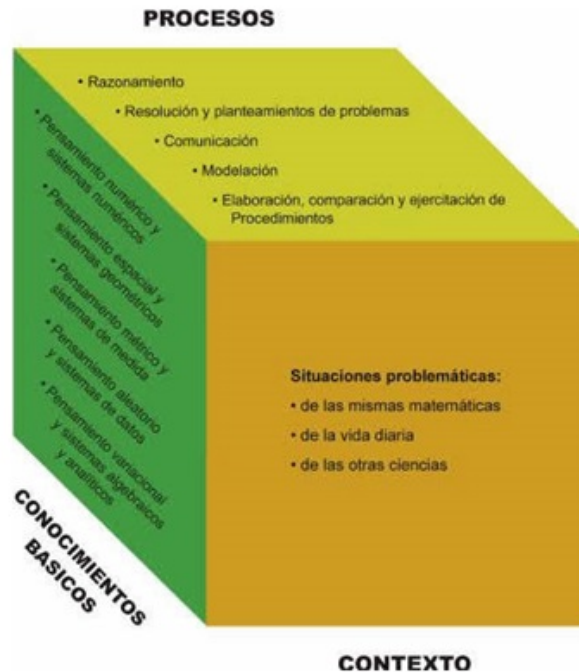 PROCESOS
• Razonamiento
• Resolución y planteamientos de problemas
• Comunicación
• Modelación
• Elaboración, comparación y ejercitación de
Procedimientos
• Pensamiento numérico y
sistemas numéricos
• Pensamiento espacial y
sistemas geométricos
• Pensamiento métrico y
sistemas de medida
• Pensamiento aleatorio
y sistemas de datos
• Pensamiento variacional
y sistemas algebraicos
y analíticos
CONOCIMIENTOS
BASICOS
Situaciones problemáticas:
• de las mismas matemáticas
• de la vida diaria
• de las otras ciencias
CONTEXTO